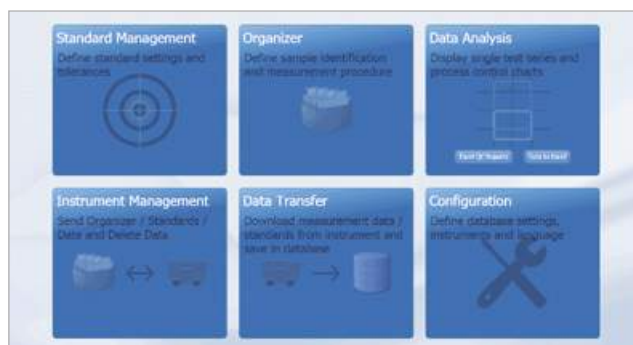 Standard Management
Define standard settings and
tolerances
Organizer
Define sample identification
and measurement procedure
Data Analysis
Display single test series and
process control charts
Instrument Management
Send Organizer / Standards /
Date and Delete Data
Data Transfer
Download measurement data /
standards from instrument and
save in database
Configuration
Define database settings,
instruments and language